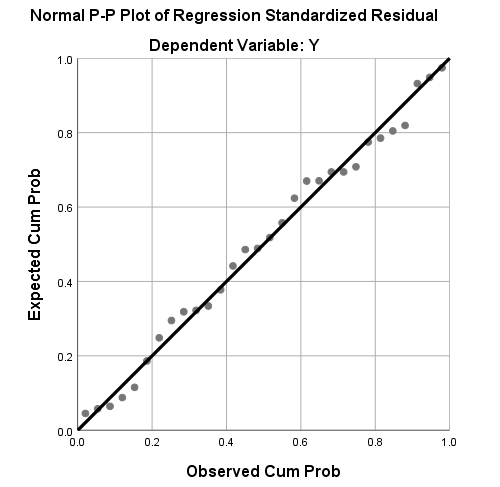 Normal P-P Plot of Regression Standardized Residual
Dependent Variable: Y
Expected Cum Prob
1.0
0.8
0.6
0.4
0.2
0.0
0.0 0.2 0.4 0.6 0.8 1.0
Observed Cum Prob